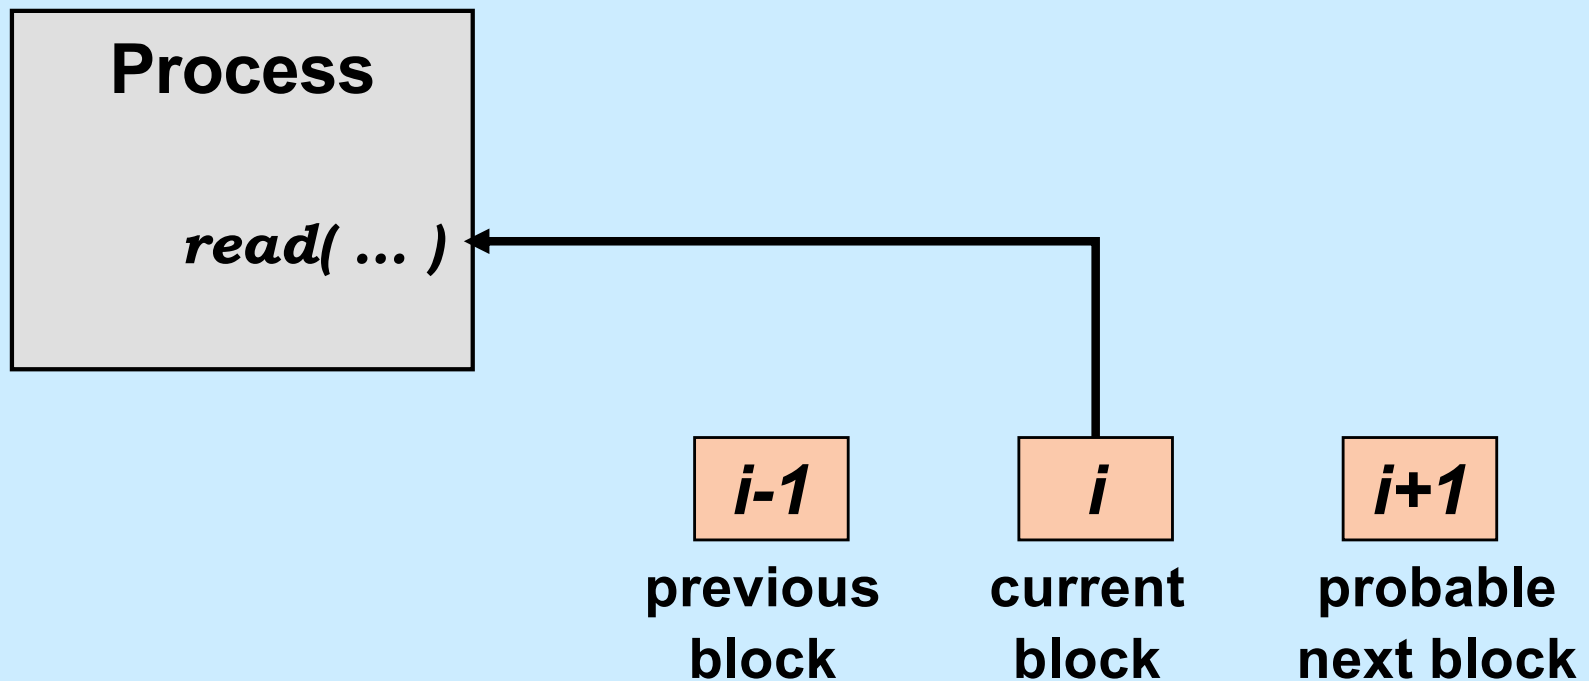 Process
read( ... )
i-1 i i+1
previous current probable
block block next block